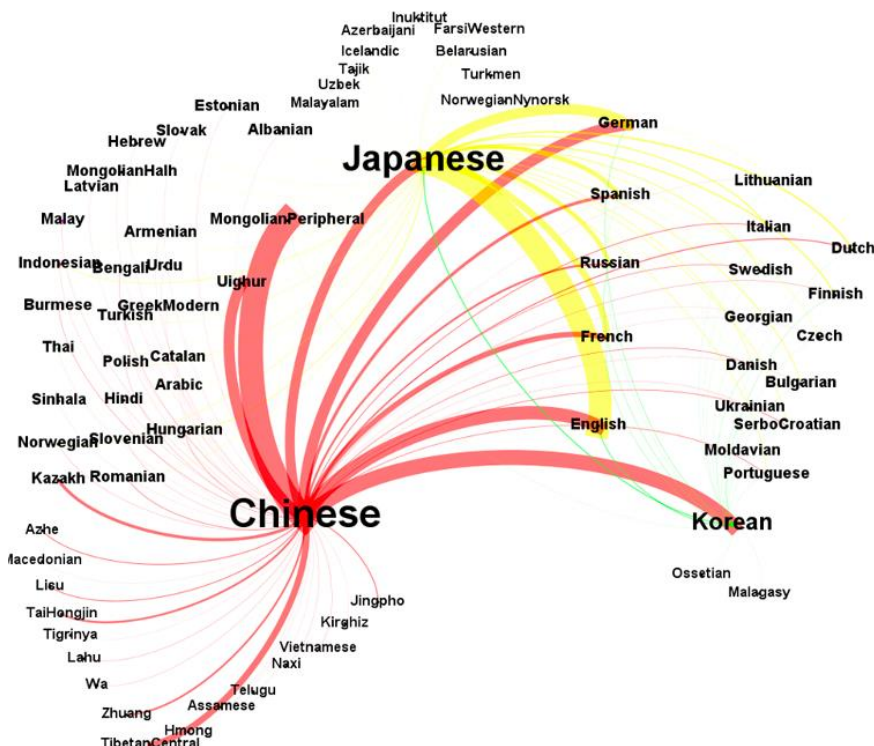 Inuktitut
Azerbaijani
FarsiWestern
Icelandic
Belarusian
Tajik
Turkmen
Uzbek
Malayalam
NorwegianNynorsk
Estonian
German
Slovak
Albanian
Hebrew
Japanese
MongolianHalh
Latvian
Lithuanian
Spanish
Malay
MongolianPeripheral
Italian
Armenian
Dutch
Indonesian
Bengali
Urdu
Russian
Swedish
Uighur
Finnish
Burmese
GreekModern
Turkish
Georgian
French
Czech
Thai
Catalan
Polish
Danish
Arabic
Bulgarian
Sinhala
Hindi
Ukrainian
English
SerboCroatian
Hungarian
Norwegian
Slovenian
Moldavian
Kazakh
Romanian
Portuguese
Chinese
Korean
Azhe
Macedonian
Ossetian
Lisu
Malagasy
Jingpho
TaiHongjin
Kirghiz
Tigrinya
Vietnamese
Lahu
Naxi
Wa
Telugu
Assamese
Zhuang
Hmong
TibetanCentral